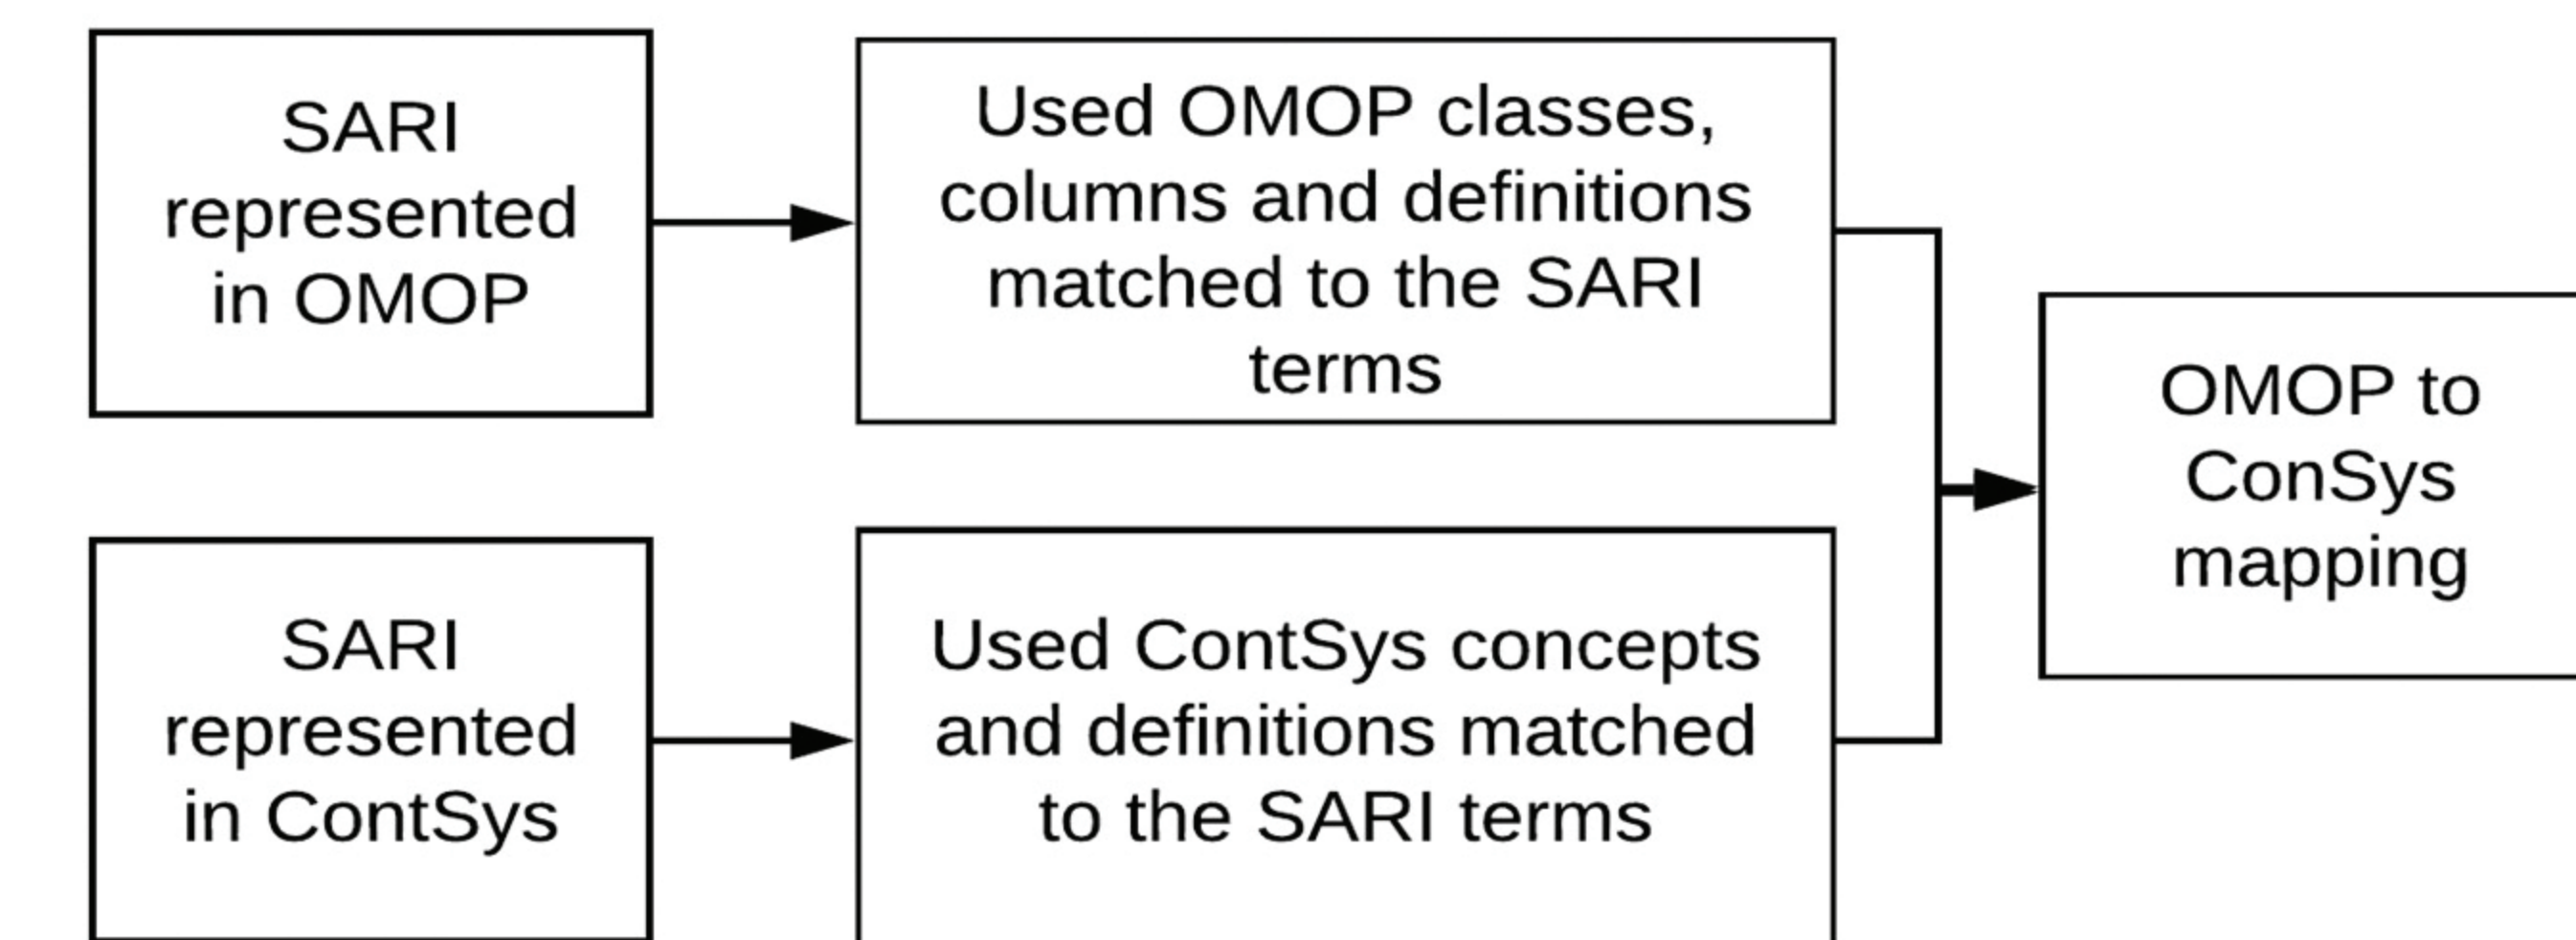 SARI
represented
in OMOP
Used OMOP classes,
columns and definitions
matched to the SARI
terms
OMOP to
ConSys
mapping
SARI
represented
in ContSys
Used ContSys concepts
and definitions matched
to the SARI terms